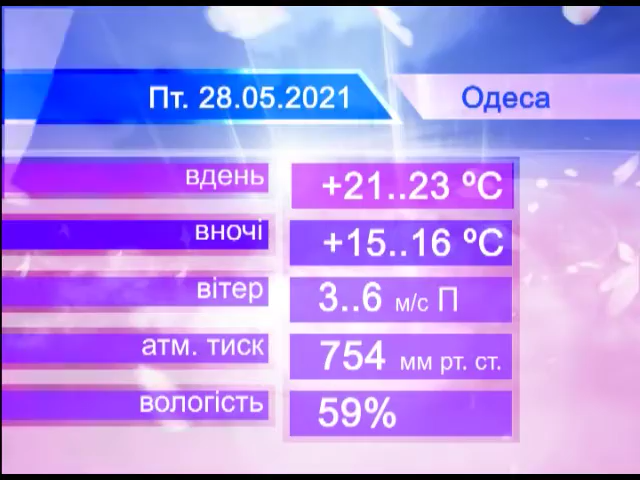 Пт. 28.05.2021 Одеса
вдень +21..23 ºC
вночі +15..16 ºC
вітер 3..6 м/с П
атм. тиск 754 мм рт. ст.
вологість 59%